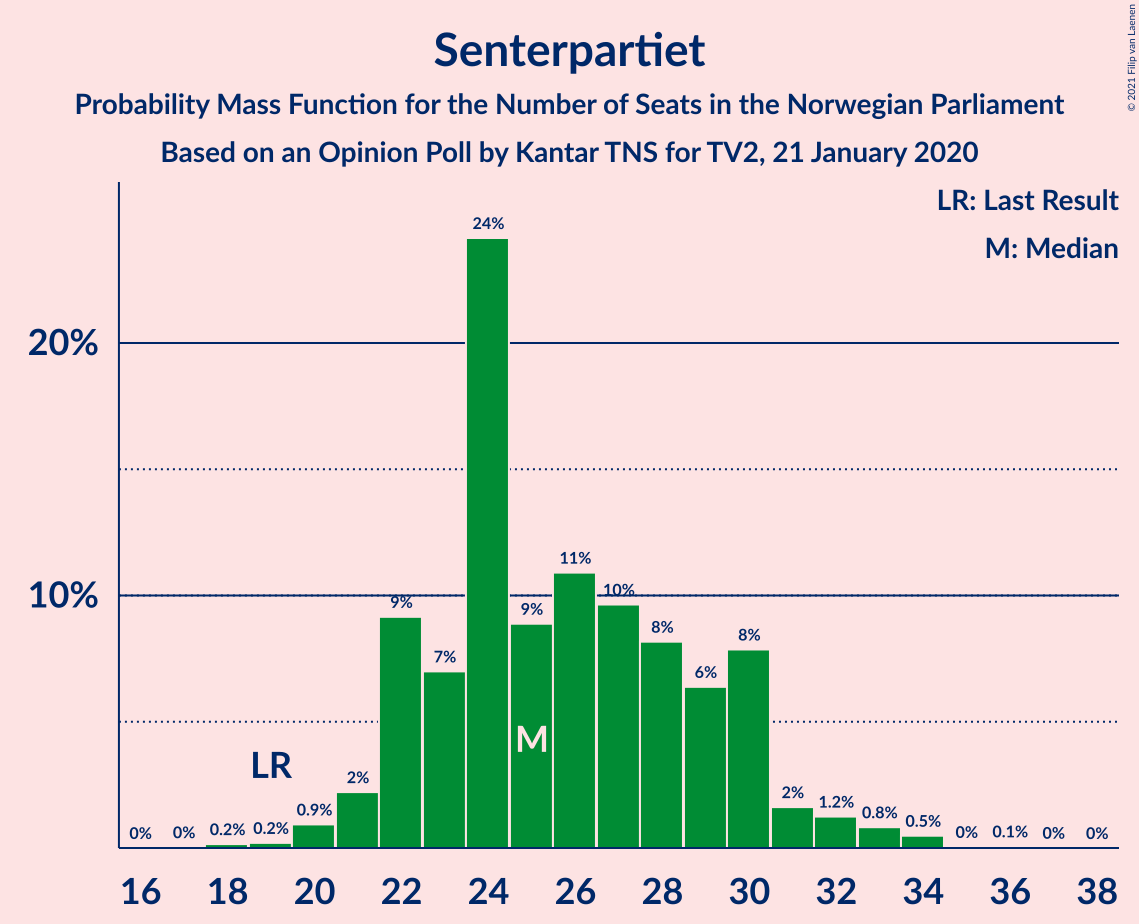 Senterpartiet
Probability Mass Function for the Number of Seats in the Norwegian Parliament
Based on an Opinion Poll by Kantar TNS for TV2, 21 January 2020
© 2021 Filip van Laenen
LR: Last Result
M: Median
20%
10%
0% 0% 0.2% 0.2% 0.9% 2% 9% 7% 24% 9% 11% 10% 8% 6% 8% 2% 1.2% 0.8% 0.5% 0% 0.1% 0% 0%
LR
M
16 18 20 22 24 26 28 30 32 34 36 38